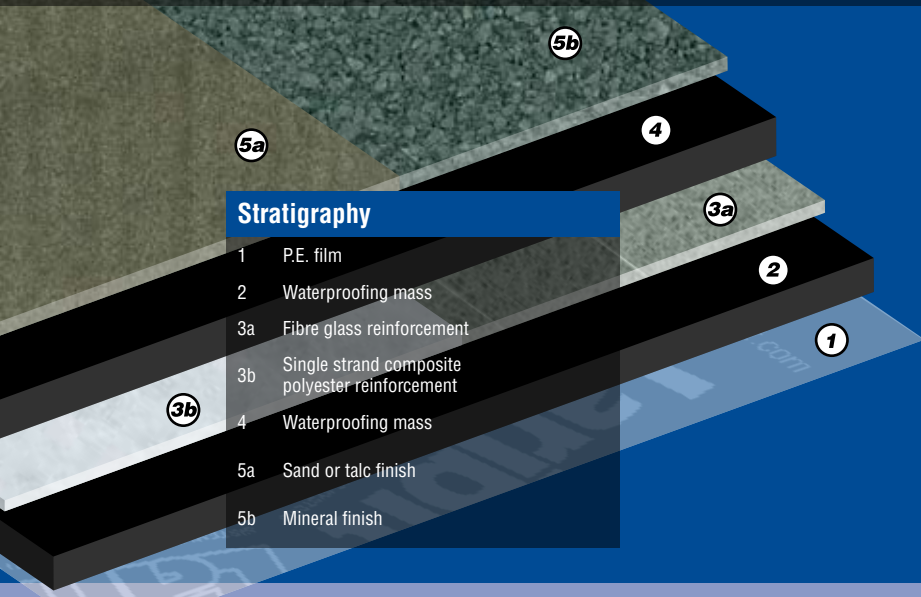 5b
4
5a
3a
2
1
3b
.com
Stratigraphy
1 P.E. film
2 Waterproofing mass
3a Fibre glass reinforcement
3b Single strand composite
polyester reinforcement
4 Waterproofing mass
5a Sand or talc finish
5b Mineral finish